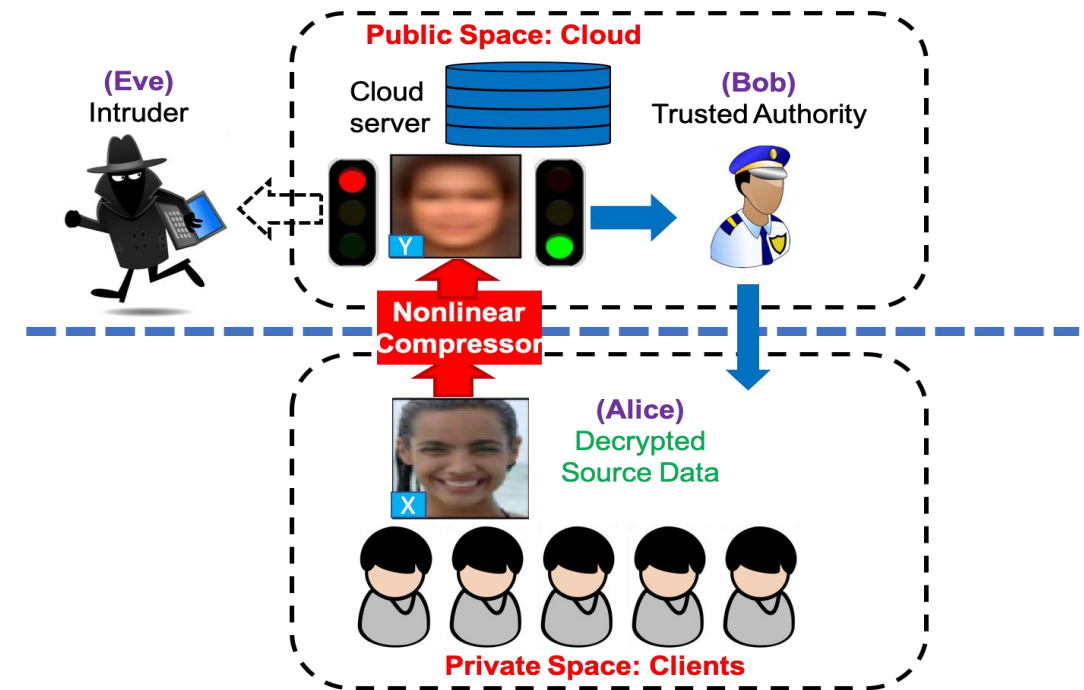 Public Space: Cloud
(Eve)
Intruder
Cloud
server
(Bob)
Trusted Authority
Y
Nonlinear
Compressor
X
(Alice)
Decrypted
Source Data
Private Space: Clients